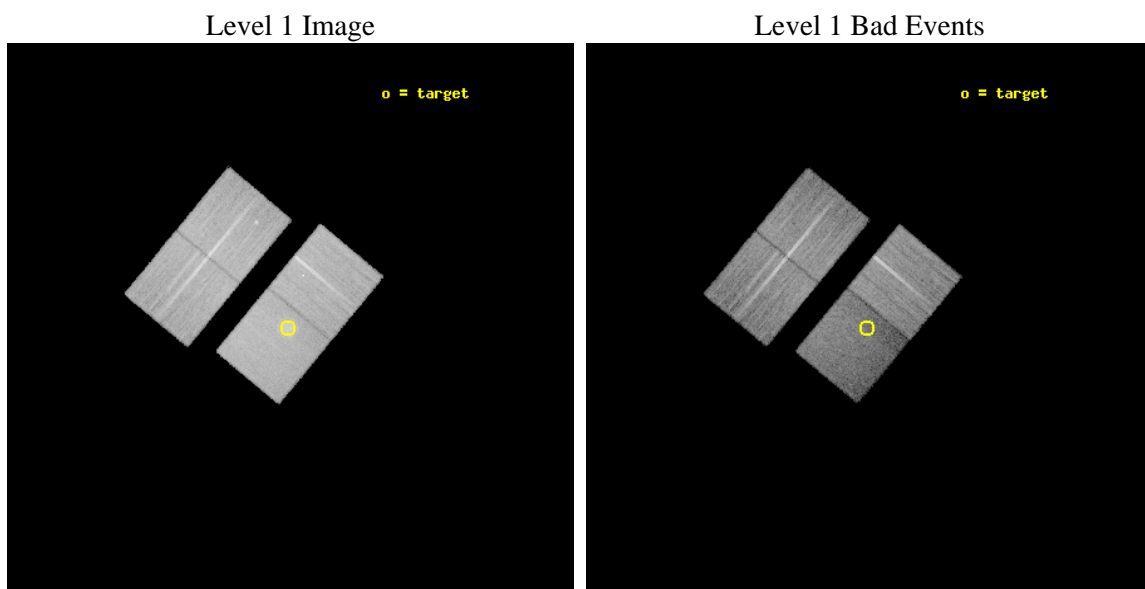 Level 1 Image
Level 1 Bad Events
o = target
o = target